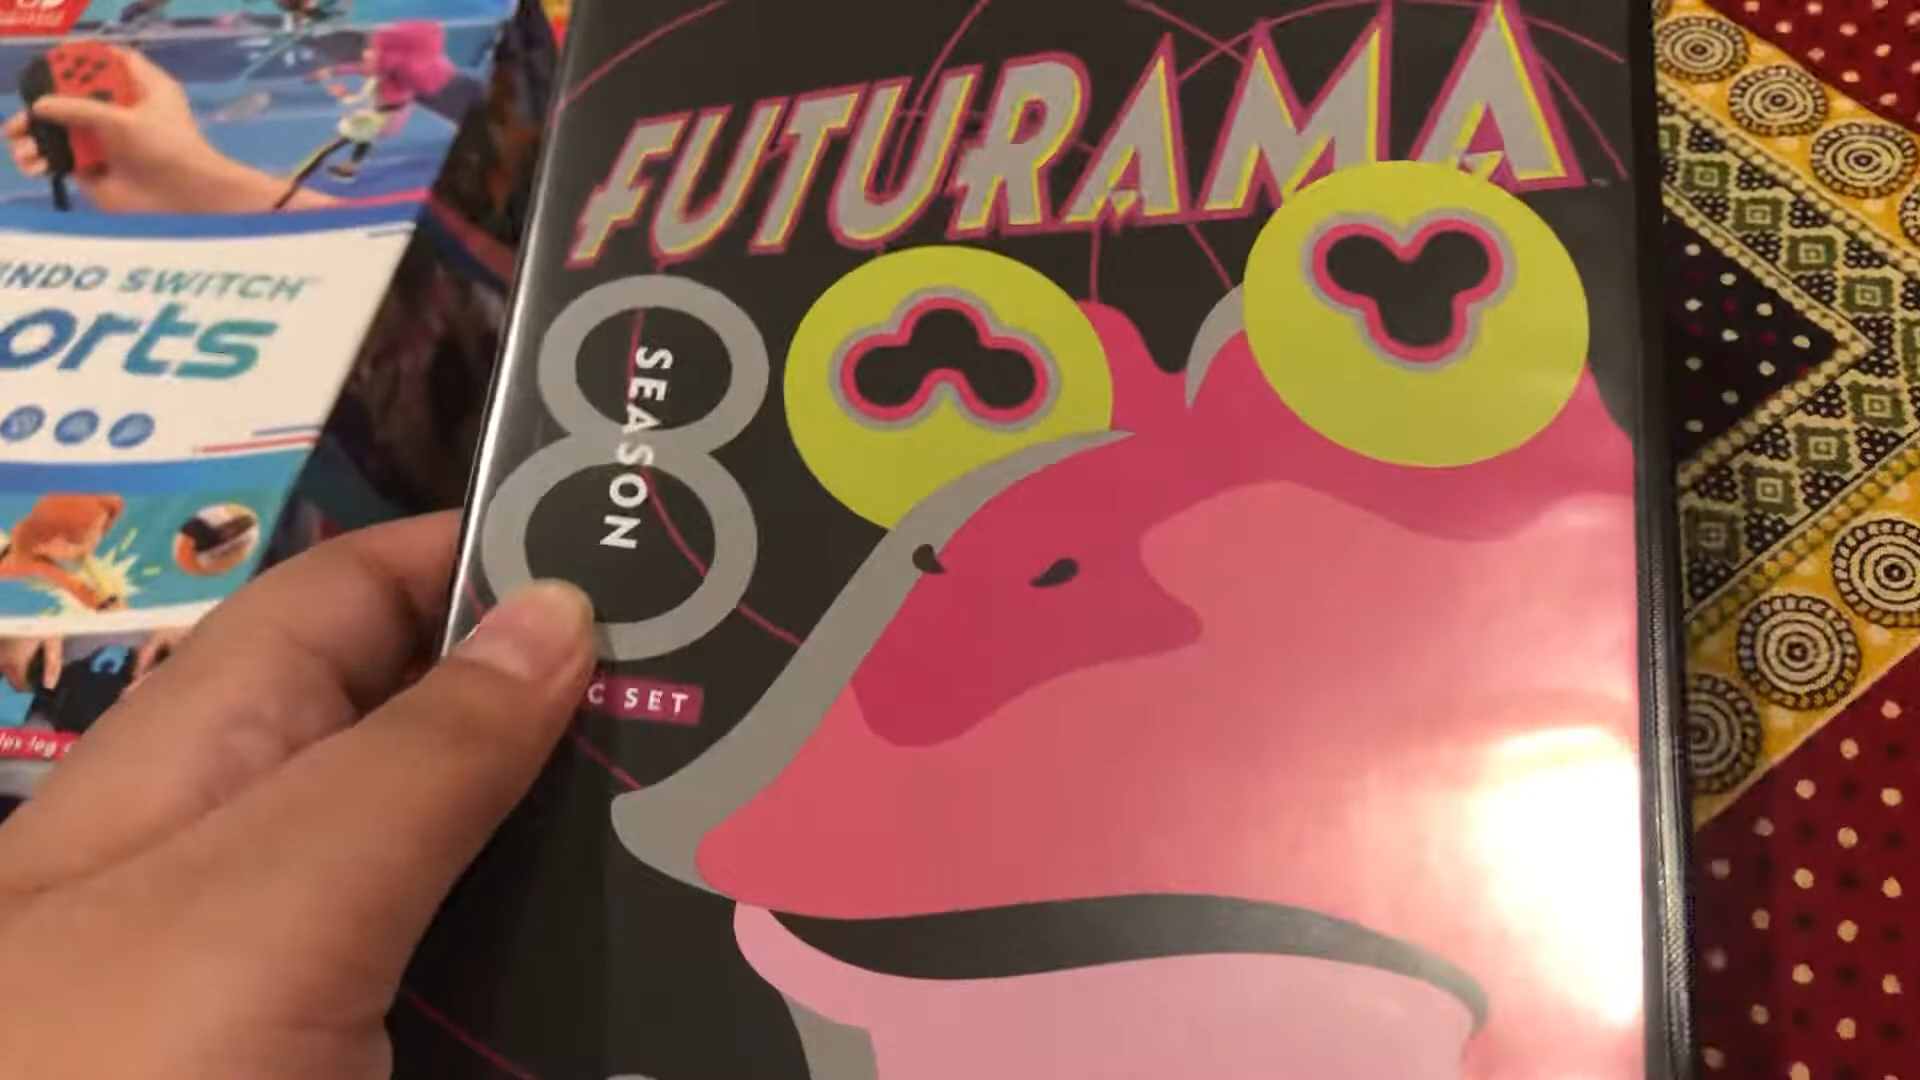 FUTURAMA
SEASON
8
C SET
NDO SWITCH
orts